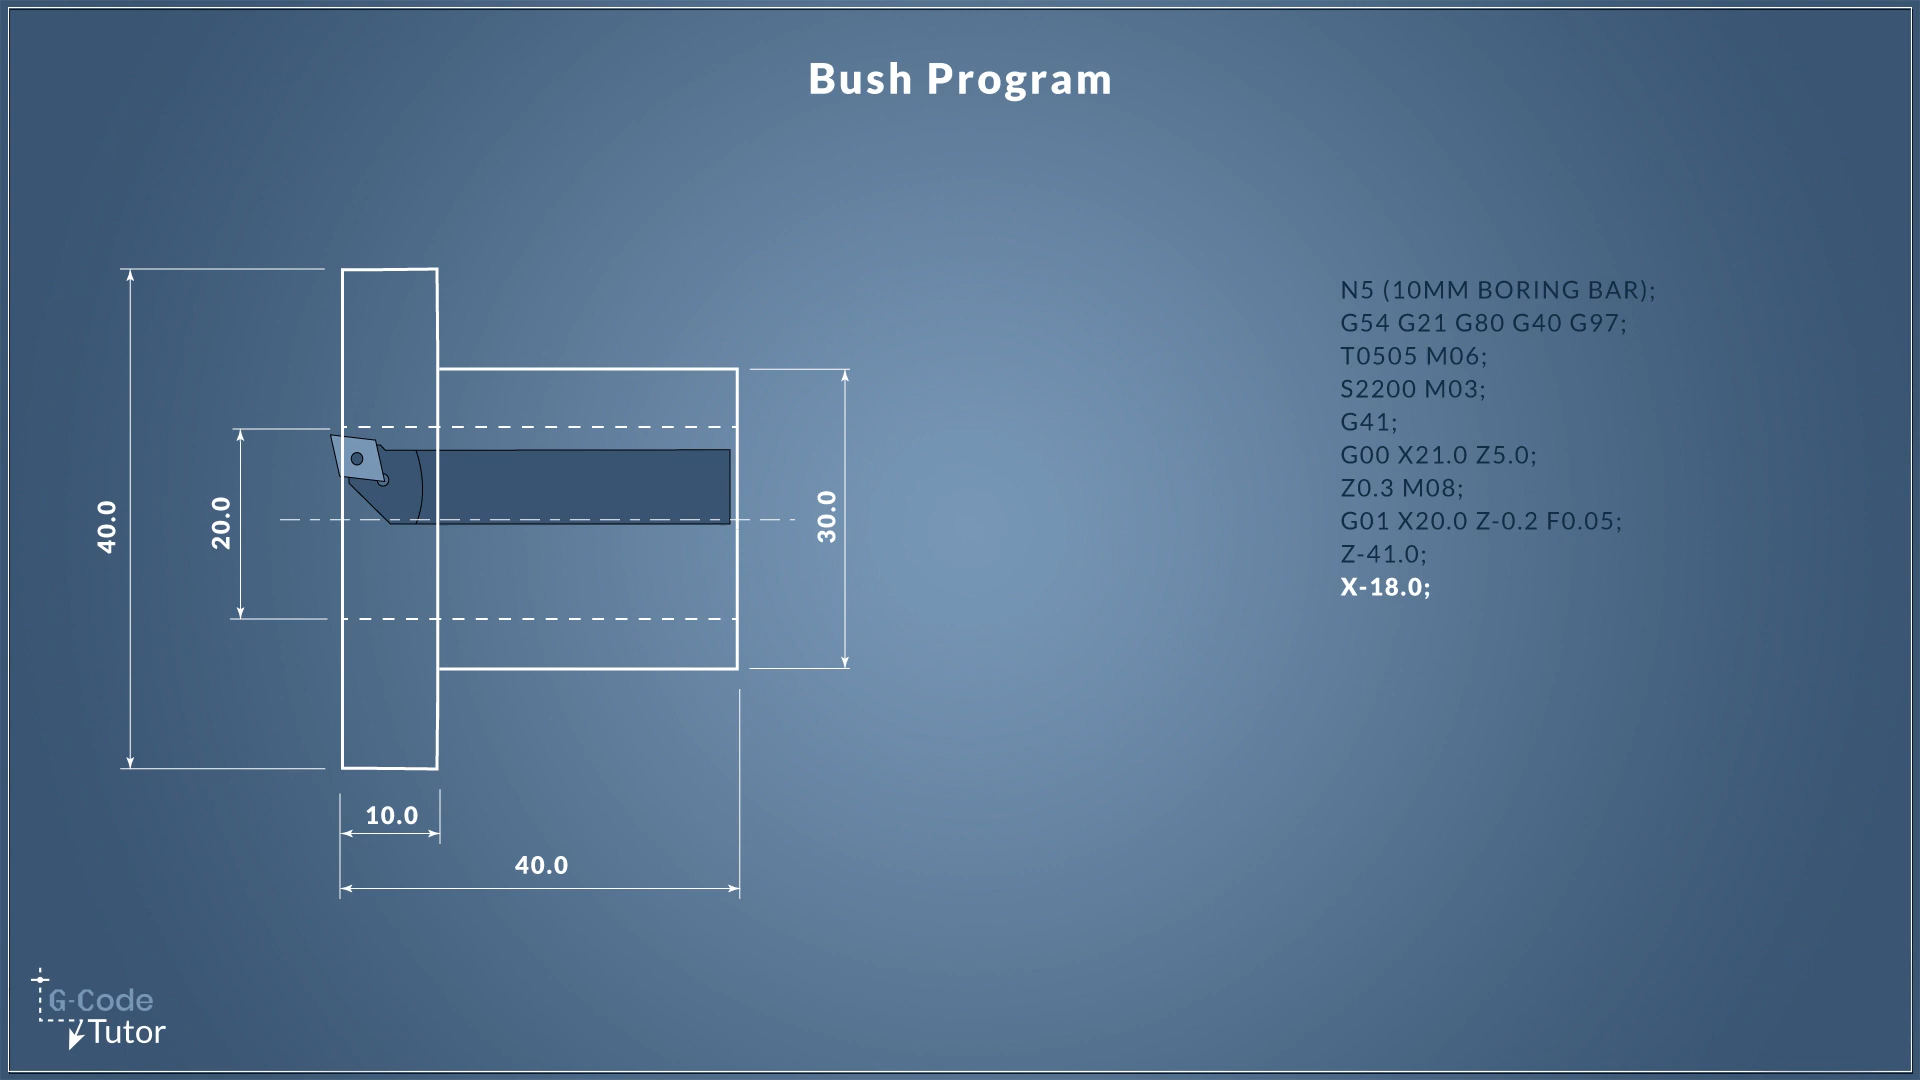 Bush Program
N5 (10MM BORING BAR);
G54 G21 G80 G40 G97;
T0505 M06;
S2200 M03;
G41;
G00 X21.0 Z5.0;
Z0.3 M08;
G01 X20.0 Z-0.2 F0.05;
Z-41.0;
X-18.0;
40.0
20.0
30.0
10.0
40.0
G-Code
Tutor